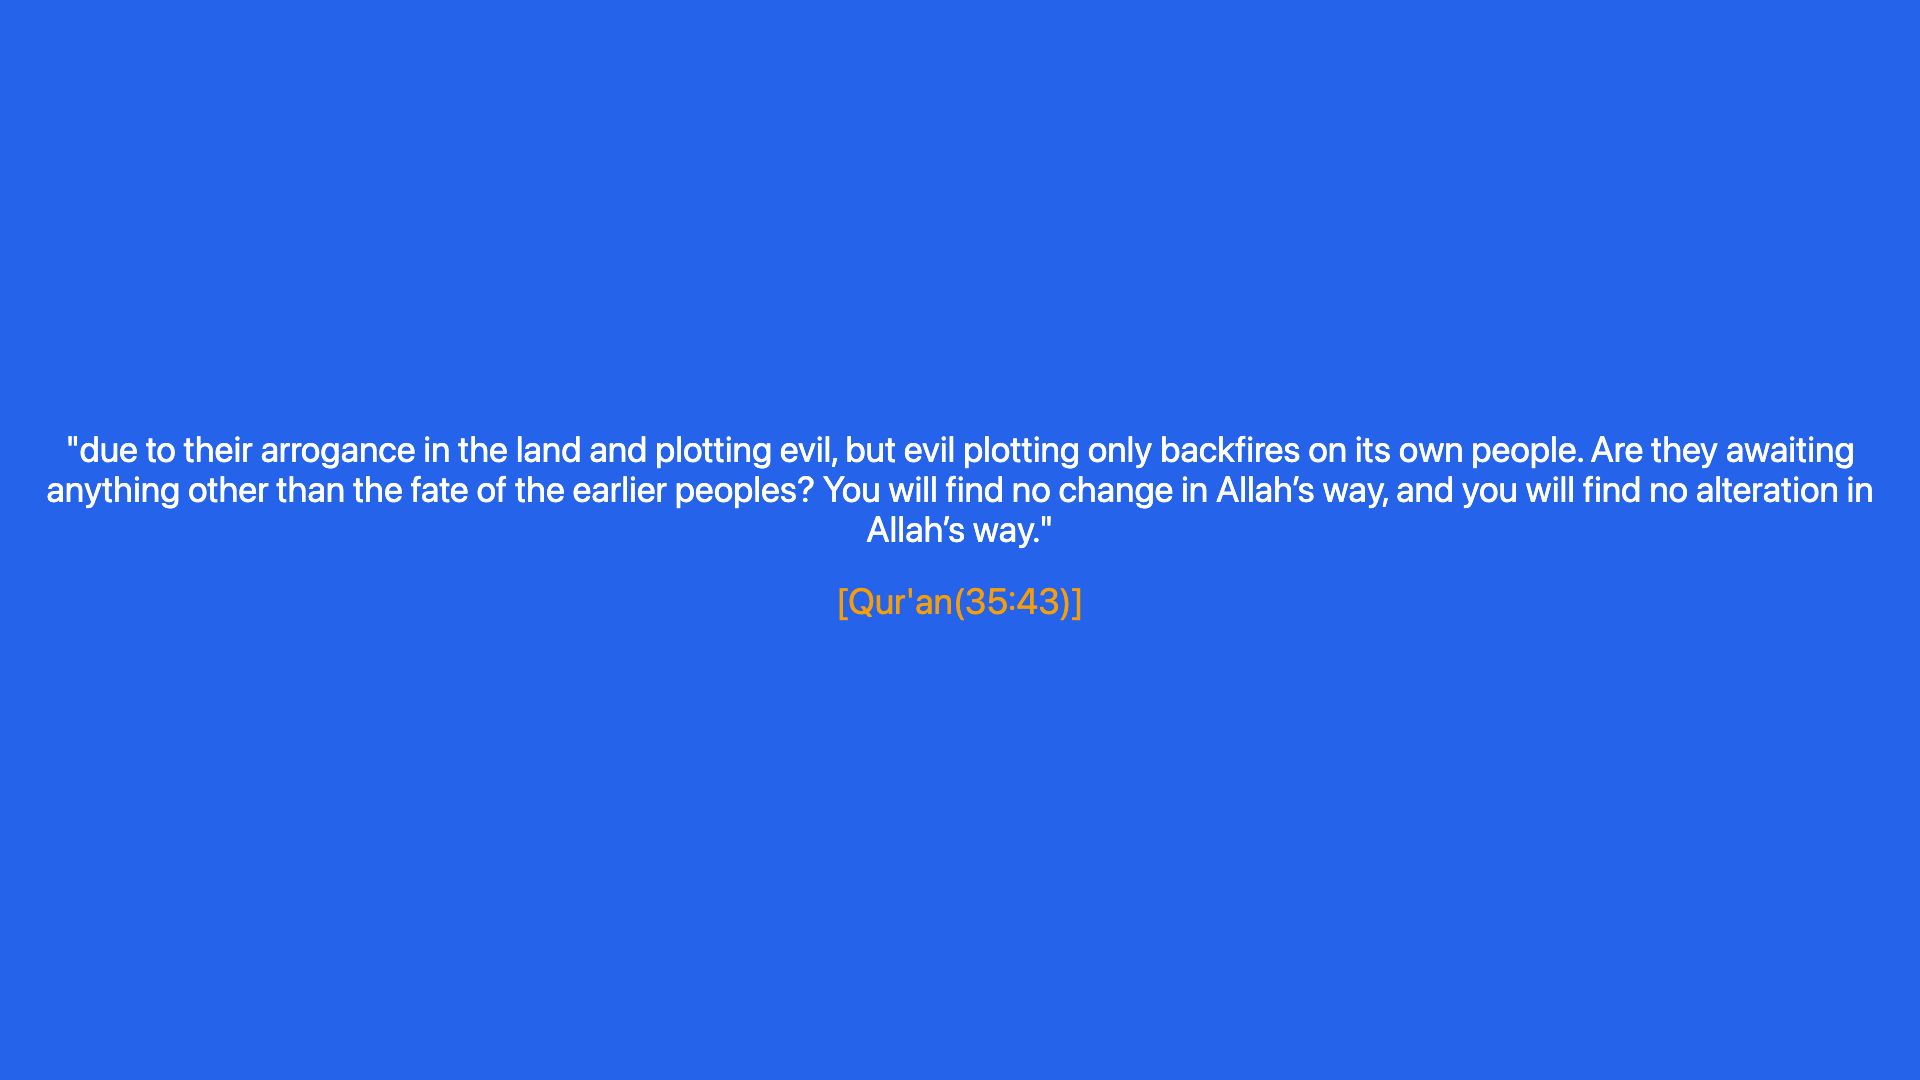 "due to their arrogance in the land and plotting evil, but evil plotting only backfires on its own people. Are they awaiting
anything other than the fate of the earlier peoples? You will find no change in Allah’s way, and you will find no alteration in
Allah’s way."
[Qur'an(35:43)]